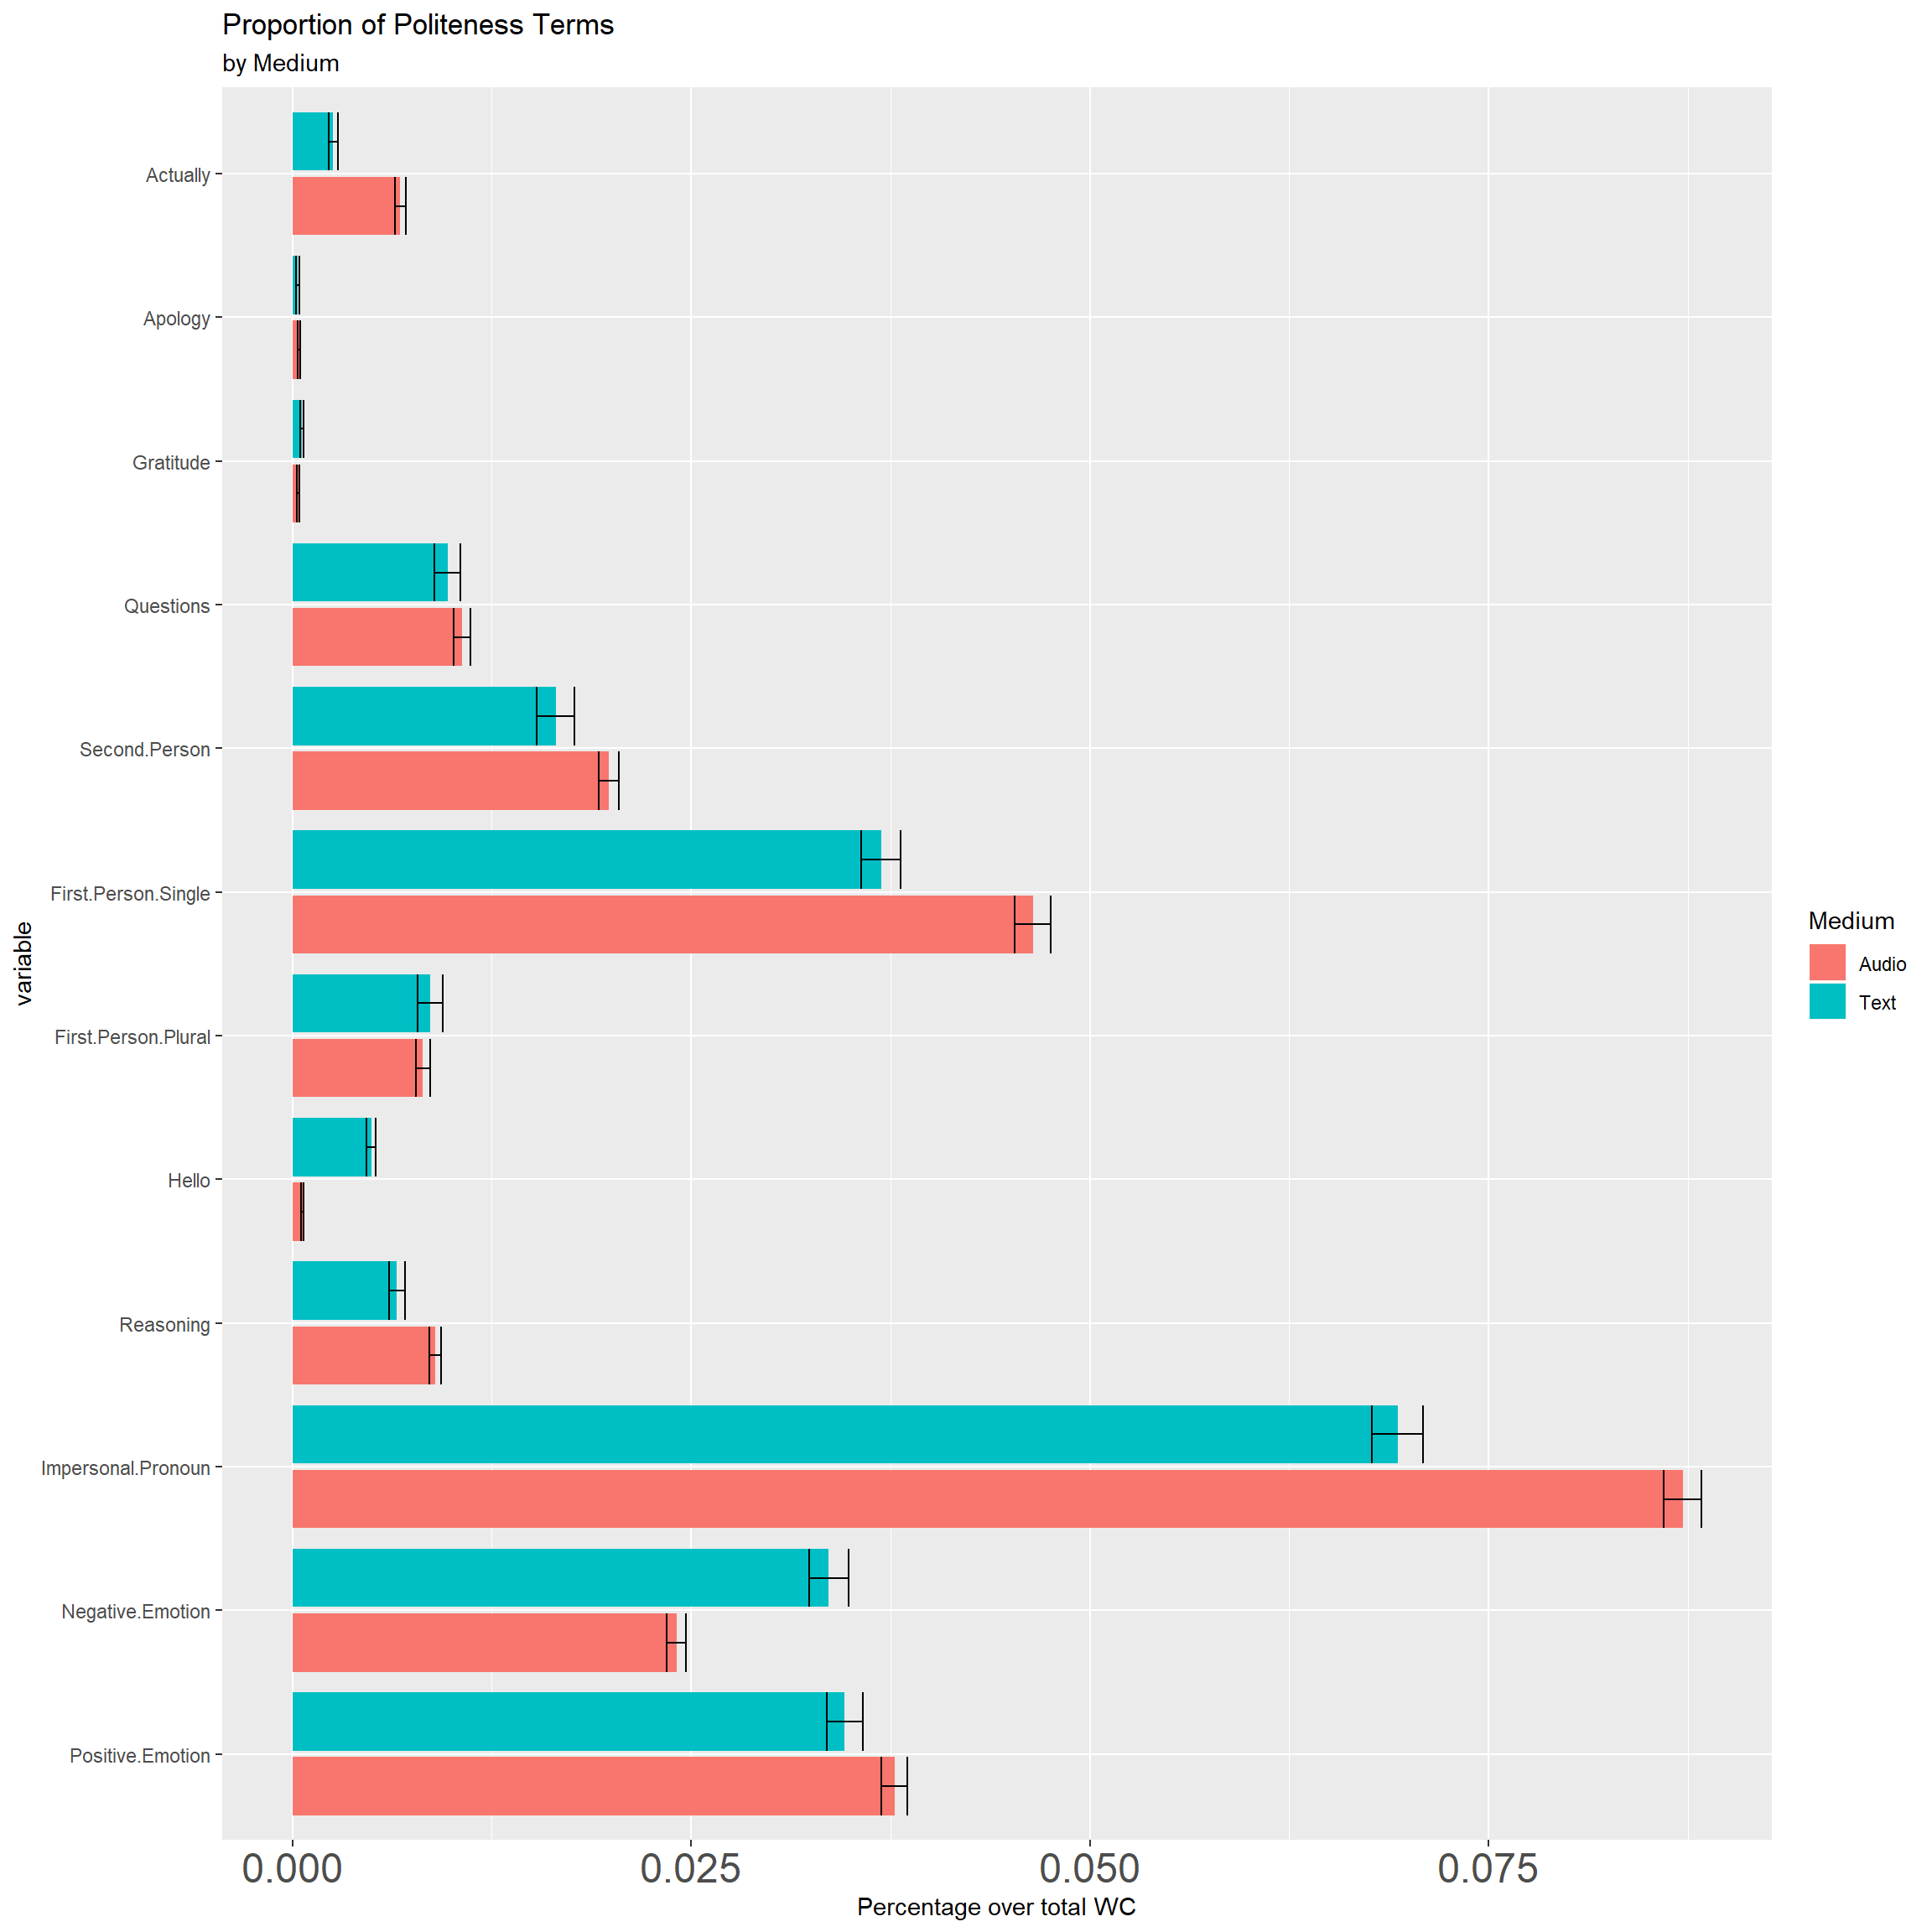 Proportion of Politeness Terms
by Medium
Actually
Apology
Gratitude
Questions
Second.Person
First.Person.Single
First.Person.Plural
Hello
Reasoning
Impersonal.Pronoun
Negative.Emotion
Positive.Emotion
variable
0.000 0.025 0.050 0.075
Percentage over total WC
Medium
Audio
Text